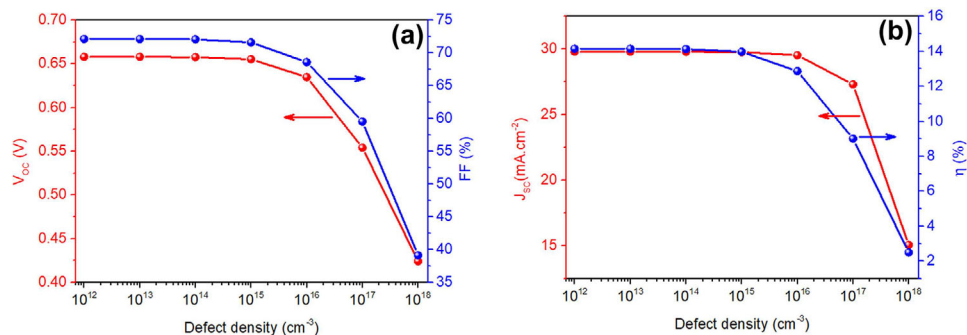 (a)
0.70
0.65
0.60
0.55
0.50
0.45
0.40
V_OC (V)
75
70
65
60
55
50
45
40
35
FF (%)
10^12 10^13 10^14 10^15 10^16 10^17 10^18
Defect density (cm^-3)
(b)
30
25
20
15
J_SC(mA.cm^-2)
16
14
12
10
8
6
4
2
η (%)
10^12 10^13 10^14 10^15 10^16 10^17 10^18
Defect density (cm^-3)